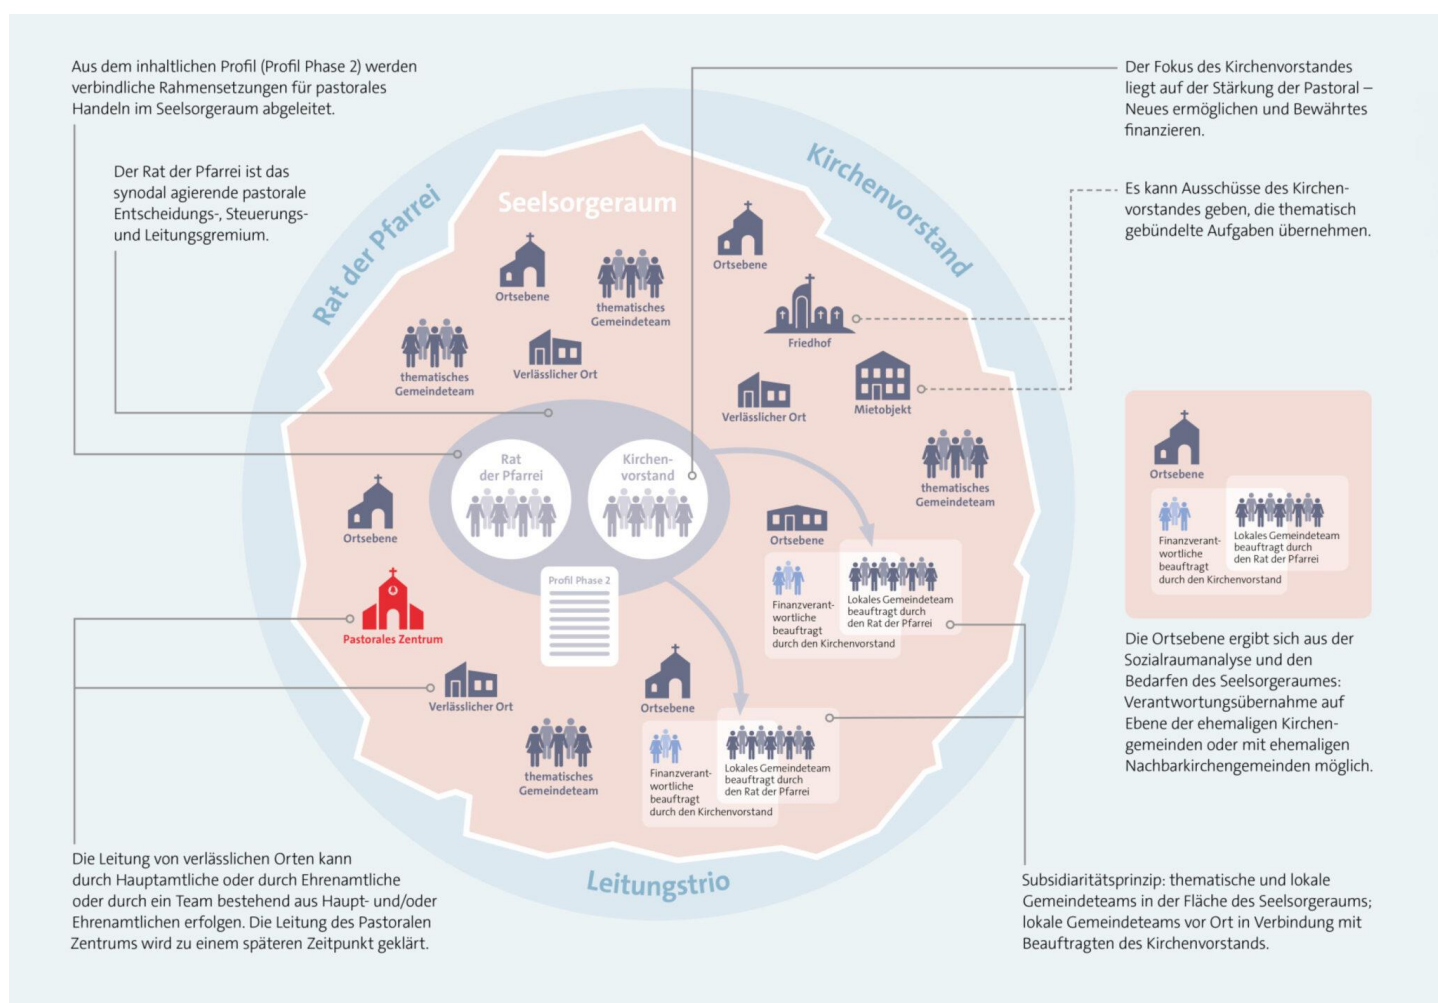 Aus dem inhaltlichen Profil (Profil Phase 2) werden
verbindliche Rahmensetzungen für pastorales
Handeln im Seelsorgeraum abgeleitet.
Der Rat der Pfarrei ist das
synodal agierende pastorale
Entscheidungs-, Steuerungs-
und Leitungsgremium.
Der Fokus des Kirchenvorstandes
liegt auf der Stärkung der Pastoral –
Neues ermöglichen und Bewährtes
finanzieren.
Es kann Ausschüsse des Kirchen-
vorstandes geben, die thematisch
gebündelte Aufgaben übernehmen.
Rat der Pfarrei
Kirchenvorstand
Seelsorgeraum
Ortsebene
thematisches
Gemeindeteam
Ortsebene
Friedhof
thematisches
Gemeindeteam
Verlässlicher Ort
Verlässlicher Ort
Mietobjekt
Rat
der Pfarrei
Kirchen-
vorstand
thematisches
Gemeindeteam
Ortsebene
Ortsebene
Profil Phase 2
Finanzverant-
wortliche
beauftragt
durch den Kirchenvorstand
Lokales Gemeindeteam
beauftragt durch
den Rat der Pfarrei
Pastorales Zentrum
Verlässlicher Ort
Ortsebene
thematisches
Gemeindeteam
Finanzverant-
wortliche
beauftragt
durch den Kirchenvorstand
Lokales Gemeindeteam
beauftragt durch
den Rat der Pfarrei
Leitungstrio
Ortsebene
Finanzverant-
wortliche
beauftragt
durch den Kirchenvorstand
Lokales Gemeindeteam
beauftragt durch
den Rat der Pfarrei
Die Ortsebene ergibt sich aus der
Sozialraumanalyse und den
Bedarfen des Seelsorgeraumes:
Verantwortungsübernahme auf
Ebene der ehemaligen Kirchen-
gemeinden oder mit ehemaligen
Nachbarkirchengemeinden möglich.
Die Leitung von verlässlichen Orten kann
durch Hauptamtliche oder durch Ehrenamtliche
oder durch ein Team bestehend aus Haupt- und/oder
Ehrenamtlichen erfolgen. Die Leitung des Pastoralen
Zentrums wird zu einem späteren Zeitpunkt geklärt.
Subsidiaritätsprinzip: thematische und lokale
Gemeindeteams in der Fläche des Seelsorgeraums;
lokale Gemeindeteams vor Ort in Verbindung mit
Beauftragten des Kirchenvorstands.